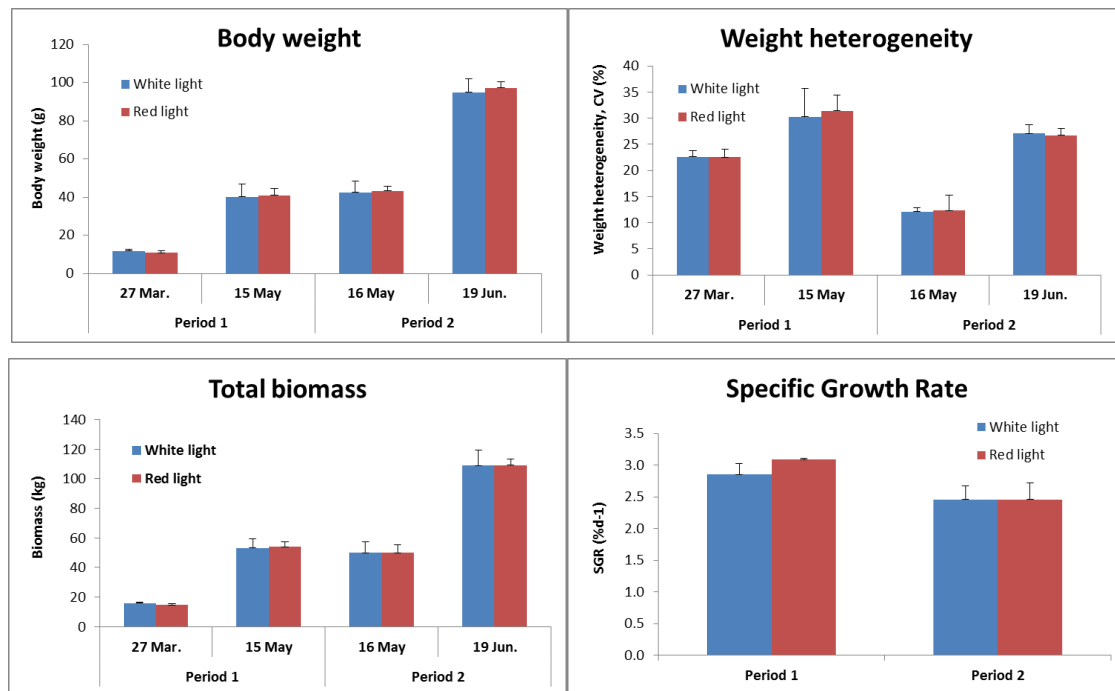 Body weight
120
100
80
60
40
20
0
Body weight (g)
White light
Red light
27 Mar.
15 May
16 May
19 Jun.
Period 1
Period 2
Weight heterogeneity
40
35
30
25
20
15
10
5
0
Weight heterogeneity, CV (%)
White light
Red light
27 Mar.
15 May
16 May
19 Jun.
Period 1
Period 2
Total biomass
140
120
100
80
60
40
20
0
Biomass (kg)
White light
Red light
27 Mar.
15 May
16 May
19 Jun.
Period 1
Period 2
Specific Growth Rate
3.5
3.0
2.5
2.0
1.5
1.0
0.5
0.0
SGR (%d-1)
White light
Red light
Period 1
Period 2